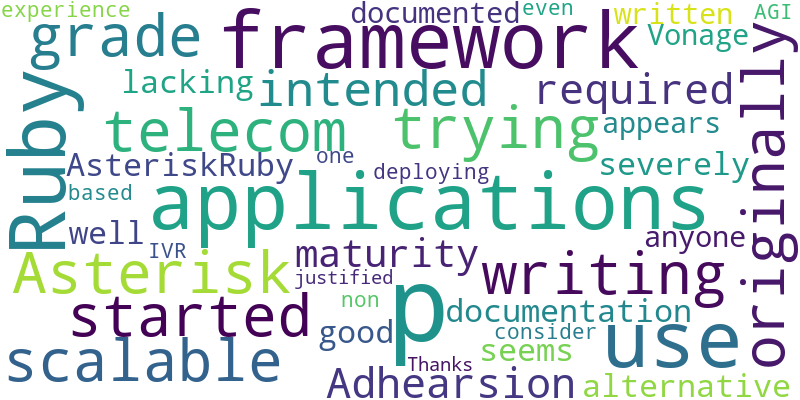 experience
documented
even
written
AGI
grade
framework
Vonage
lacking
intended
required
originally
Ruby
telecom
trying
appears
AsteriskRuby
one
deploying
severely
based
applications
well
IVR
anyone
Asterisk
maturity
writing
justified
started
non
p
documentation
good
consider
use
scalable
seems
Thanks
Adhearsion
alternative